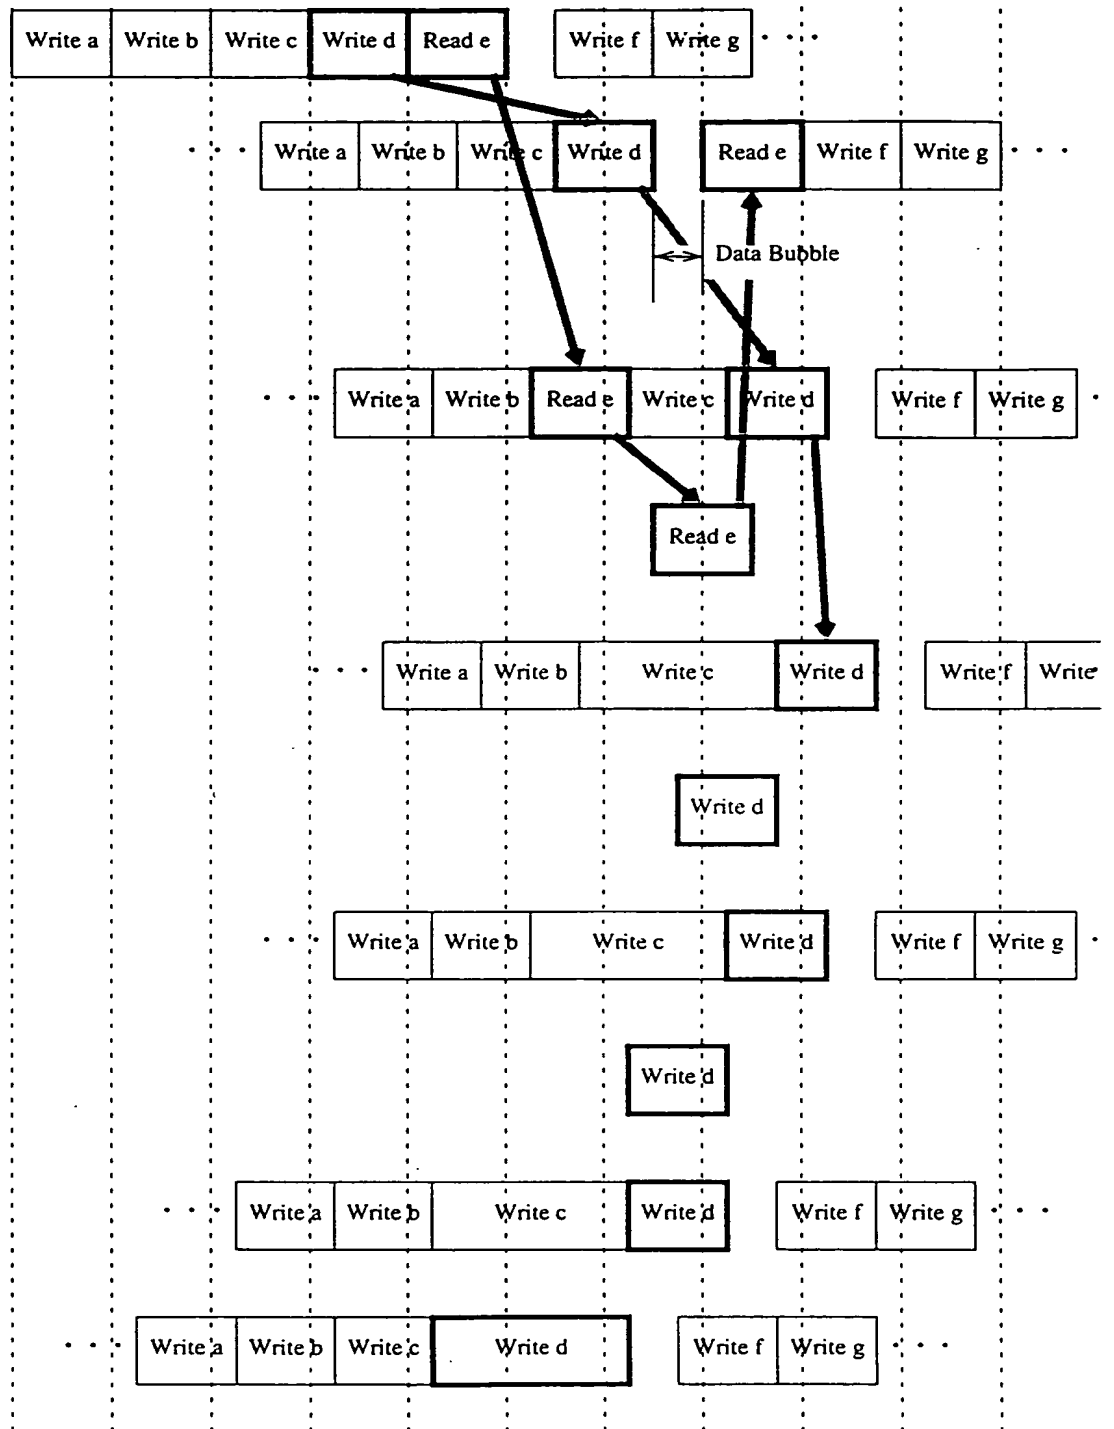 Write a Write b Write c Write d Read e Write f Write g . . .
. . . Write a Write b Write c Write d Read e Write f Write g . . .
Data Bubble
. . . Write a Write b Read e Write c Write d Write f Write g .
Read e
. . . Write a Write b Write c Write d Write f Write
Write d
. . . Write a Write b Write c Write d Write f Write g .
Write d
. . . Write a Write b Write c Write d Write f Write g . . .
. . . Write a Write b Write c Write d Write f Write g . . .